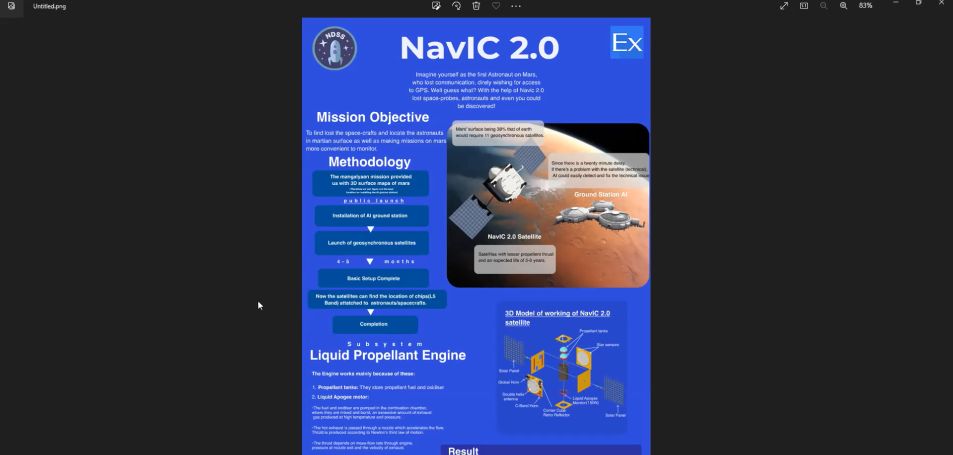 Untitled.png
83%
NDSS
NavIC 2.0
Ex
Imagine yourself as the first Astronaut on Mars,
who lost communication, direly wishing for access
to GPS. Well guess what? With the help of Navic 2.0
lost space-probes, astronauts and even you could
be discovered!
Mission Objective
To find lost the space-crafts and locate the astronauts
in martian surface as well as making missions on mars
more convenient to monitor.
Methodology
The mangalyaan mission provided
us with 3D surface maps of mars
public launch
Installation of AI ground station
Launch of geosynchronous satellites
4-5 months
Basic Setup Complete
Now the satellites can find the location of chips(L5
Band) attatched to astronauts/spacecrafts.
Completion
Mars' surface being 38% that of earth
would require 11 geosynchronous satellites.
Since there is a twenty minute delay,
if there's a problem with the satellite (technical),
AI could easily detect and fix the technical issue
Ground Station AI
NavIC 2.0 Satellite
Satellites with lesser propellent thrust
and an expected life of years.
3D Model of working of NavIC 2.0
satellite
Propellant tanks
Star sensors
Solar Panel
Global Horn
Double helix
antenna
C-Band Horn
Corner Cube
Retro Reflector
Liquid Apogee
Solar Panel
Subsystem
Liquid Propellant Engine
The Engine works mainly because of these:
1. Propellant tanks: They store propellant fuel and oxidiser
2. Liquid Apogee motor:
-The fuel and oxidiser are pumped in the combustion chamber,
where they are mixed and burnt, an excessive amount of exhaust
gas produced at high temperature and pressure.
-The hot exhaust is passed through a nozzle which accelerates the flow.
Thrust is produced according to Newton's third law of motion.
-The thrust depends on mass flow rate through engine,
pressure at nozzle exit and the velocity of exhaust.
Result